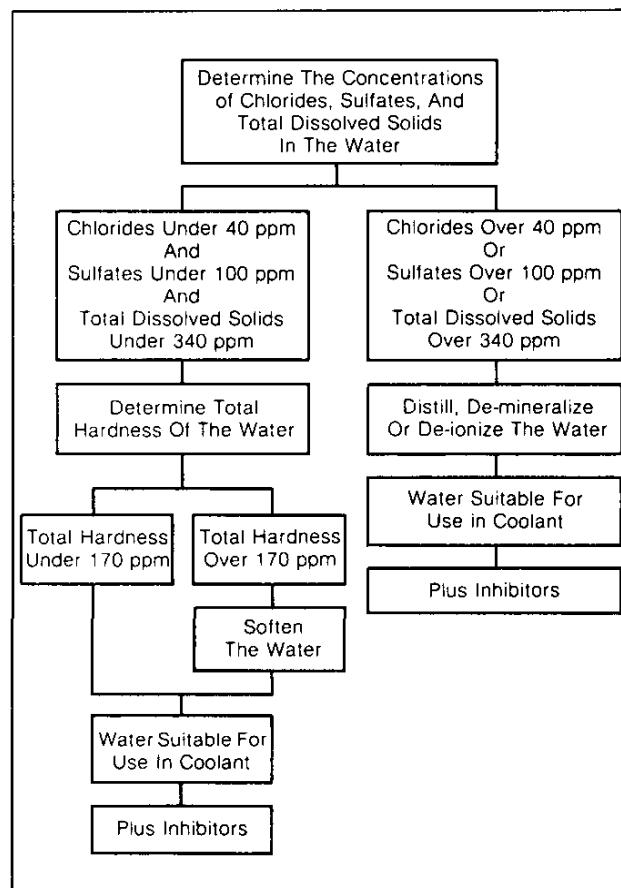 Determine The Concentrations
of Chlorides, Sulfates, And
Total Dissolved Solids
In The Water
Chlorides Under 40 ppm
And
Sulfates Under 100 ppm
And
Total Dissolved Solids
Under 340 ppm
Chlorides Over 40 ppm
Or
Sulfates Over 100 ppm
Or
Total Dissolved Solids
Over 340 ppm
Determine Total
Hardness Of The Water
Distill, De-mineralize
Or De-ionize The Water
Total Hardness
Under 170 ppm
Total Hardness
Over 170 ppm
Water Suitable For
Use in Coolant
Plus Inhibitors
Soften
The Water
Water Suitable For
Use In Coolant
Plus Inhibitors